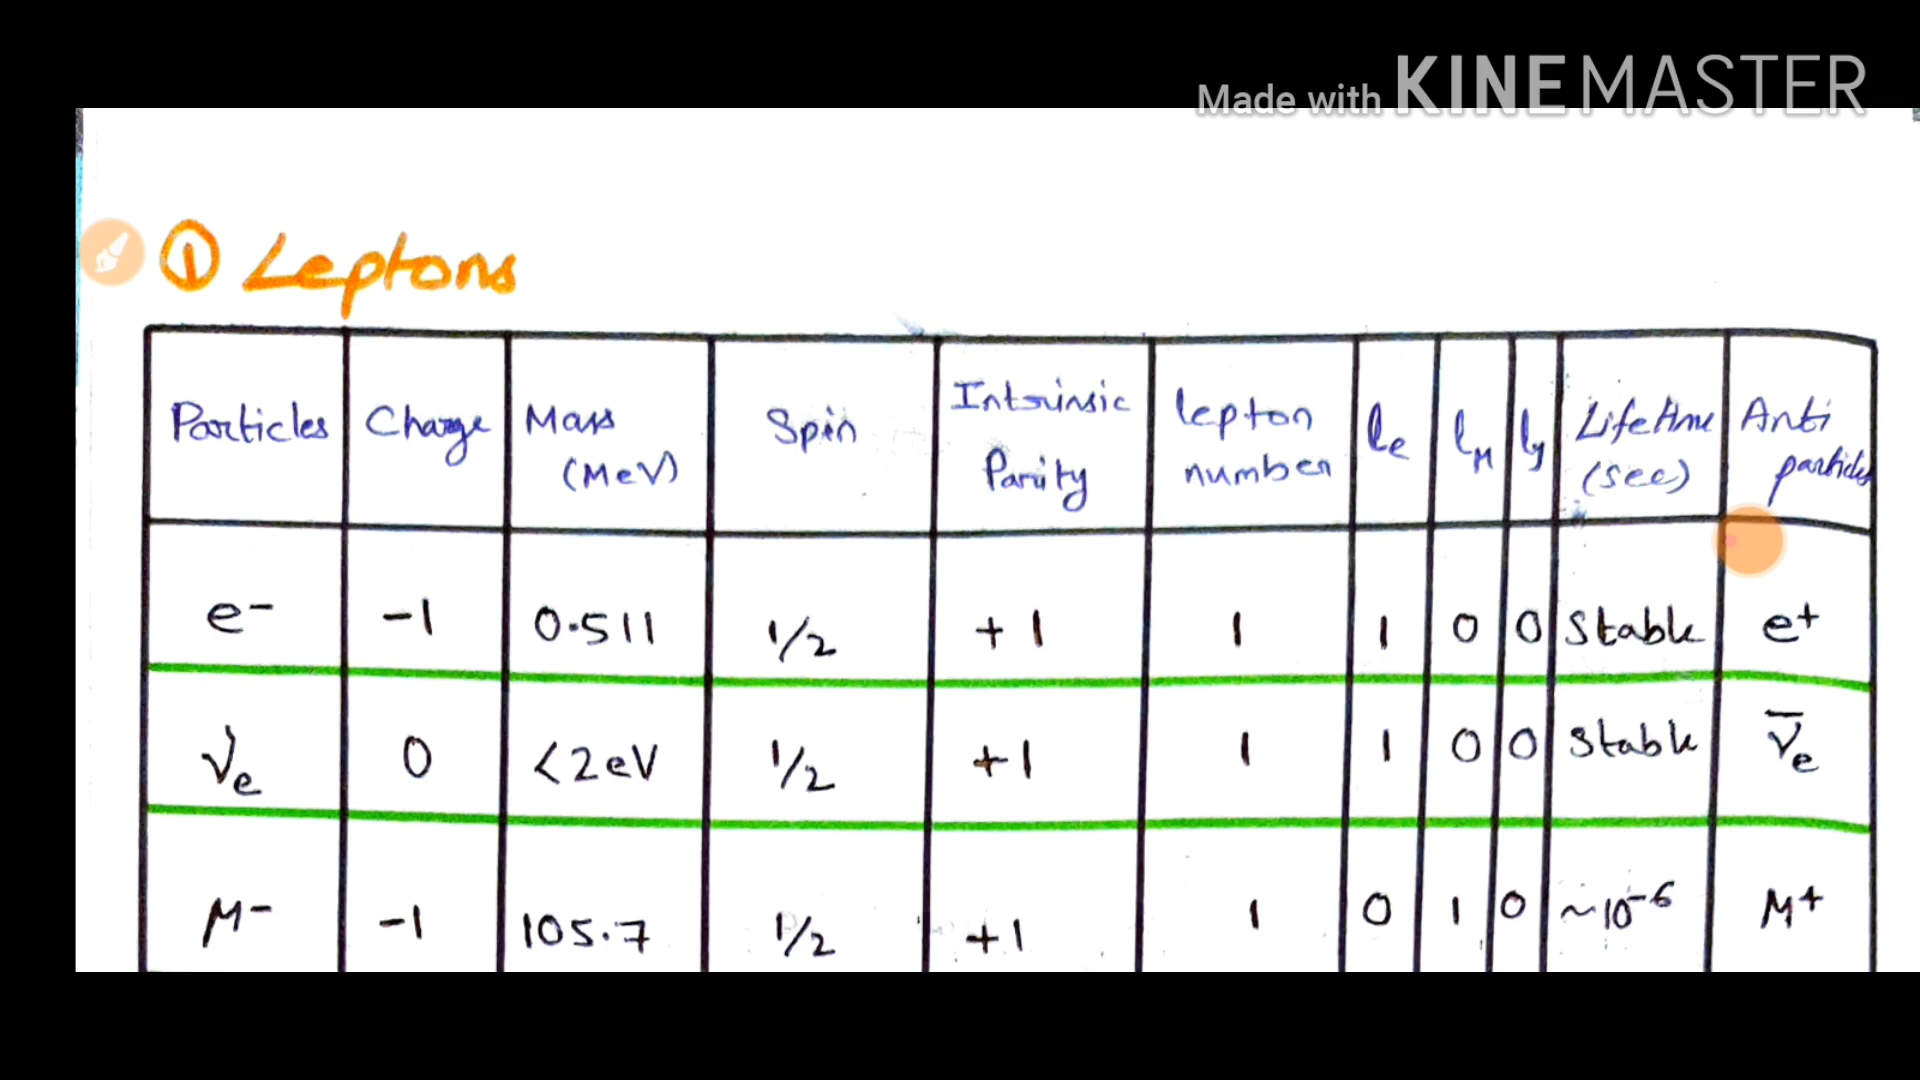 Made with KINEMASTER
① Leptons
Particles Charge Mass (MeV) Spin Intrinsic Parity lepton number le lμ Lifetime (sec) Anti particles
e- -1 0.511 1/2 +1 1 1 0 0 Stable e+
νe 0 <2eV 1/2 +1 1 1 0 0 Stable ν̄e
μ- -1 105.7 1/2 +1 1 0 1 0 ~10-6 μ+